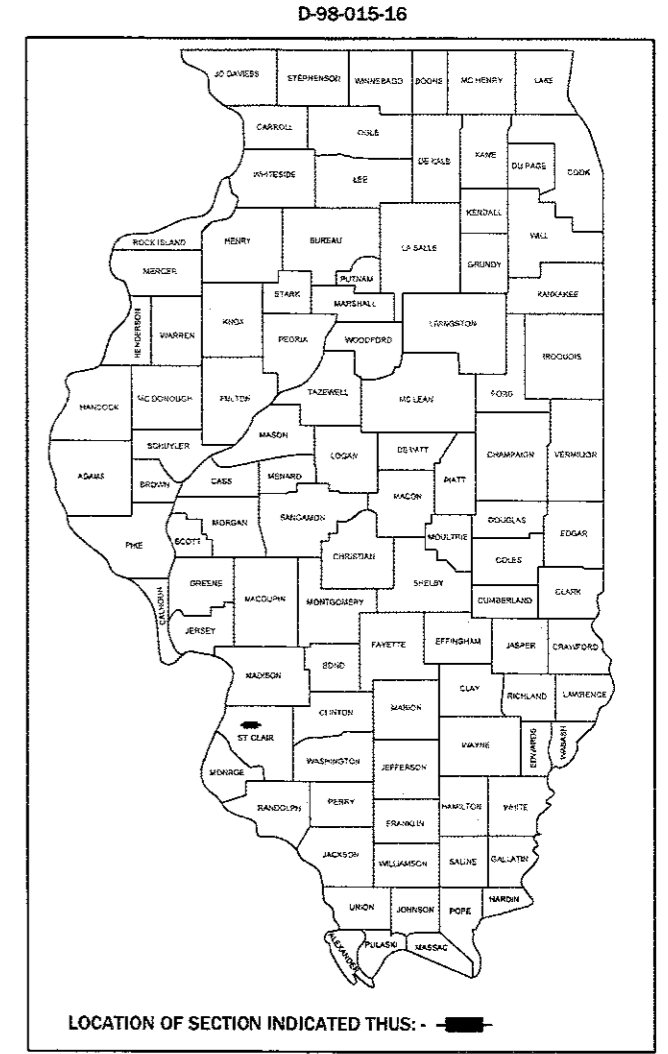 D-98-015-16
JO DAVIESS STEPHENSON WINNEBAGO BOONE MC HENRY LAKE
CARROLL OGLE
DE KALB KANE DU PAGE COOK
WHITESIDE LEE
KENDALL
ROCK ISLAND HENRY BUREAU LA SALLE WILL
MERCER GRUNDY
PUTNAM
STARK MARSHALL KANKAKEE
HENDERSON WARREN KNOX PEORIA WOODFORD LIVINGSTON IROQUOIS
HANCOCK MC DONOUGH FULTON TAZEWELL MC LEAN FORD
MASON
SCHUYLER LOGAN DE WITT CHAMPAIGN VERMILION
ADAMS BROWN CASS MENARD PIATT
MACON
MORGAN SANGAMON DOUGLAS
PIKE SCOTT CHRISTIAN MOULTRIE EDGAR
COLES
GREENE SHELBY
CALHOUN MACOUPIN MONTGOMERY CUMBERLAND CLARK
JERSEY FAYETTE EFFINGHAM JASPER CRAWFORD
MADISON BOND
CLAY RICHLAND LAWRENCE
CLINTON MARION
ST CLAIR WAYNE EDWARDS WABASH
WASHINGTON JEFFERSON
MONROE
RANDOLPH PERRY HAMILTON WHITE
FRANKLIN
JACKSON WILLIAMSON SALINE GALLATIN
UNION JOHNSON POPE HARDIN
ALEXANDER PULASKI MASSAC
LOCATION OF SECTION INDICATED THUS: -